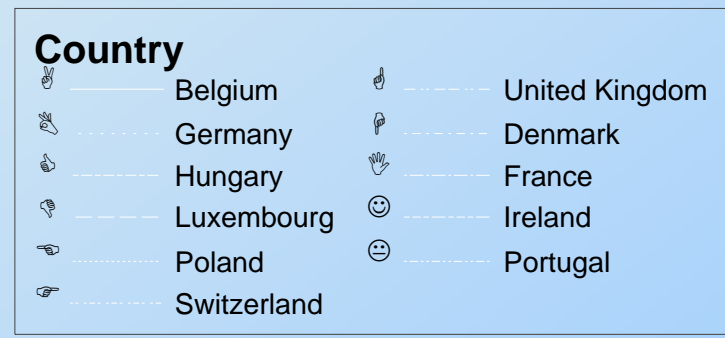 Country
Belgium
Germany
Hungary
Luxembourg
Poland
Switzerland
United Kingdom
Denmark
France
Ireland
Portugal